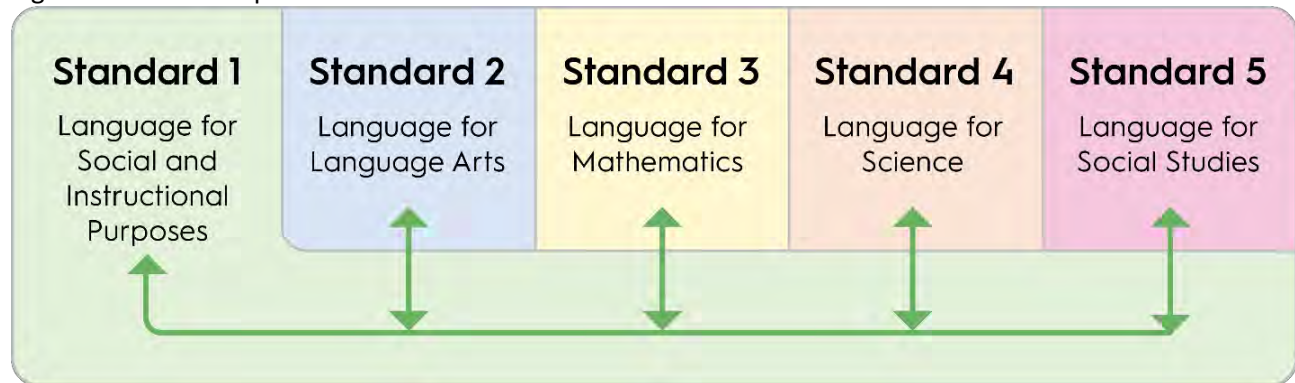 Standard 1
Language for
Social and
Instructional
Purposes
Standard 2
Language for
Language Arts
Standard 3
Language for
Mathematics
Standard 4
Language for
Science
Standard 5
Language for
Social Studies